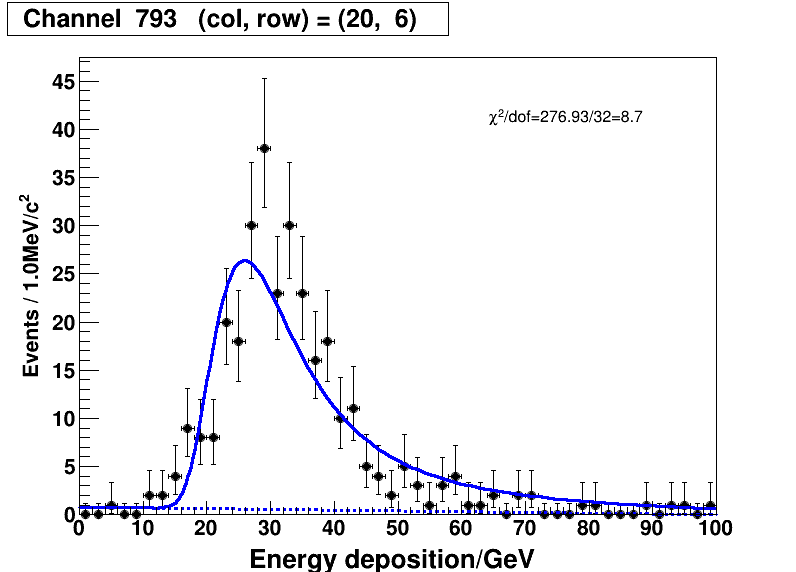 Channel 793 (col, row) = (20, 6)
χ²/dof=276.93/32=8.7
Events / 1.0MeV/c²
45
40
35
30
25
20
15
10
5
0
0 10 20 30 40 50 60 70 80 90 100
Energy deposition/GeV